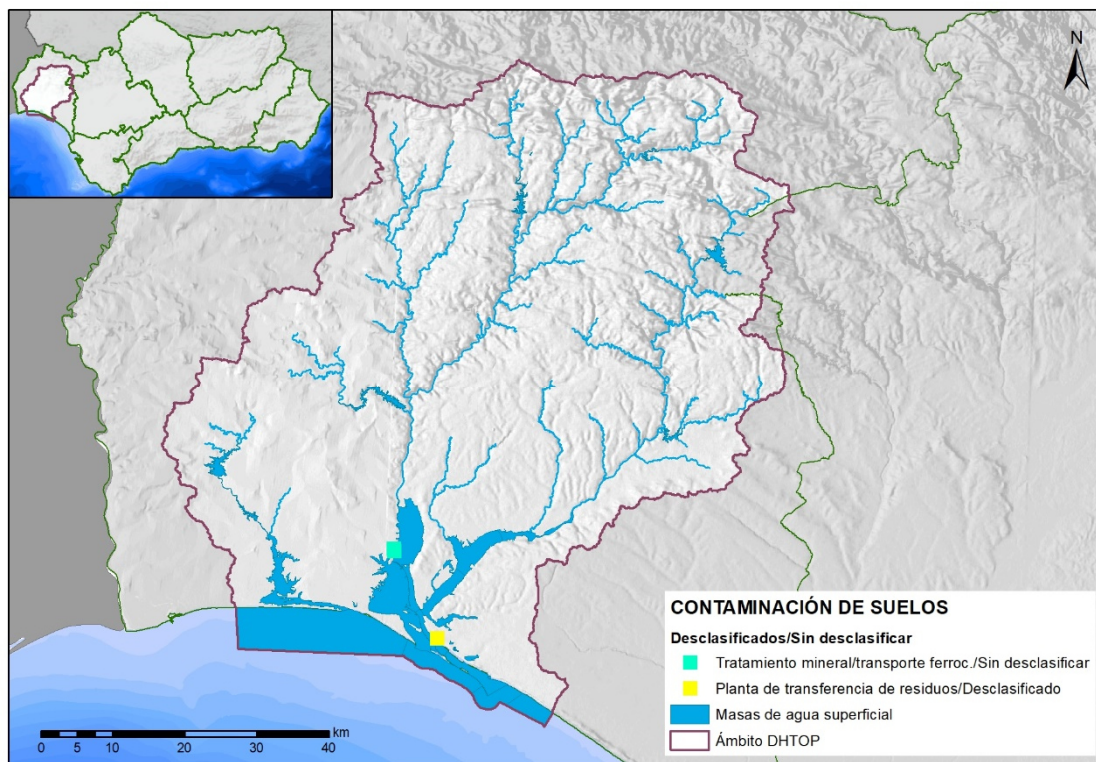 N
CONTAMINACIÓN DE SUELOS
Desclasificados/Sin desclasificar
Tratamiento mineral/transporte ferroc./Sin desclasificar
Planta de transferencia de residuos/Desclasificado
Masas de agua superficial
Ámbito DHTOP
km
0 5 10 20 30 40